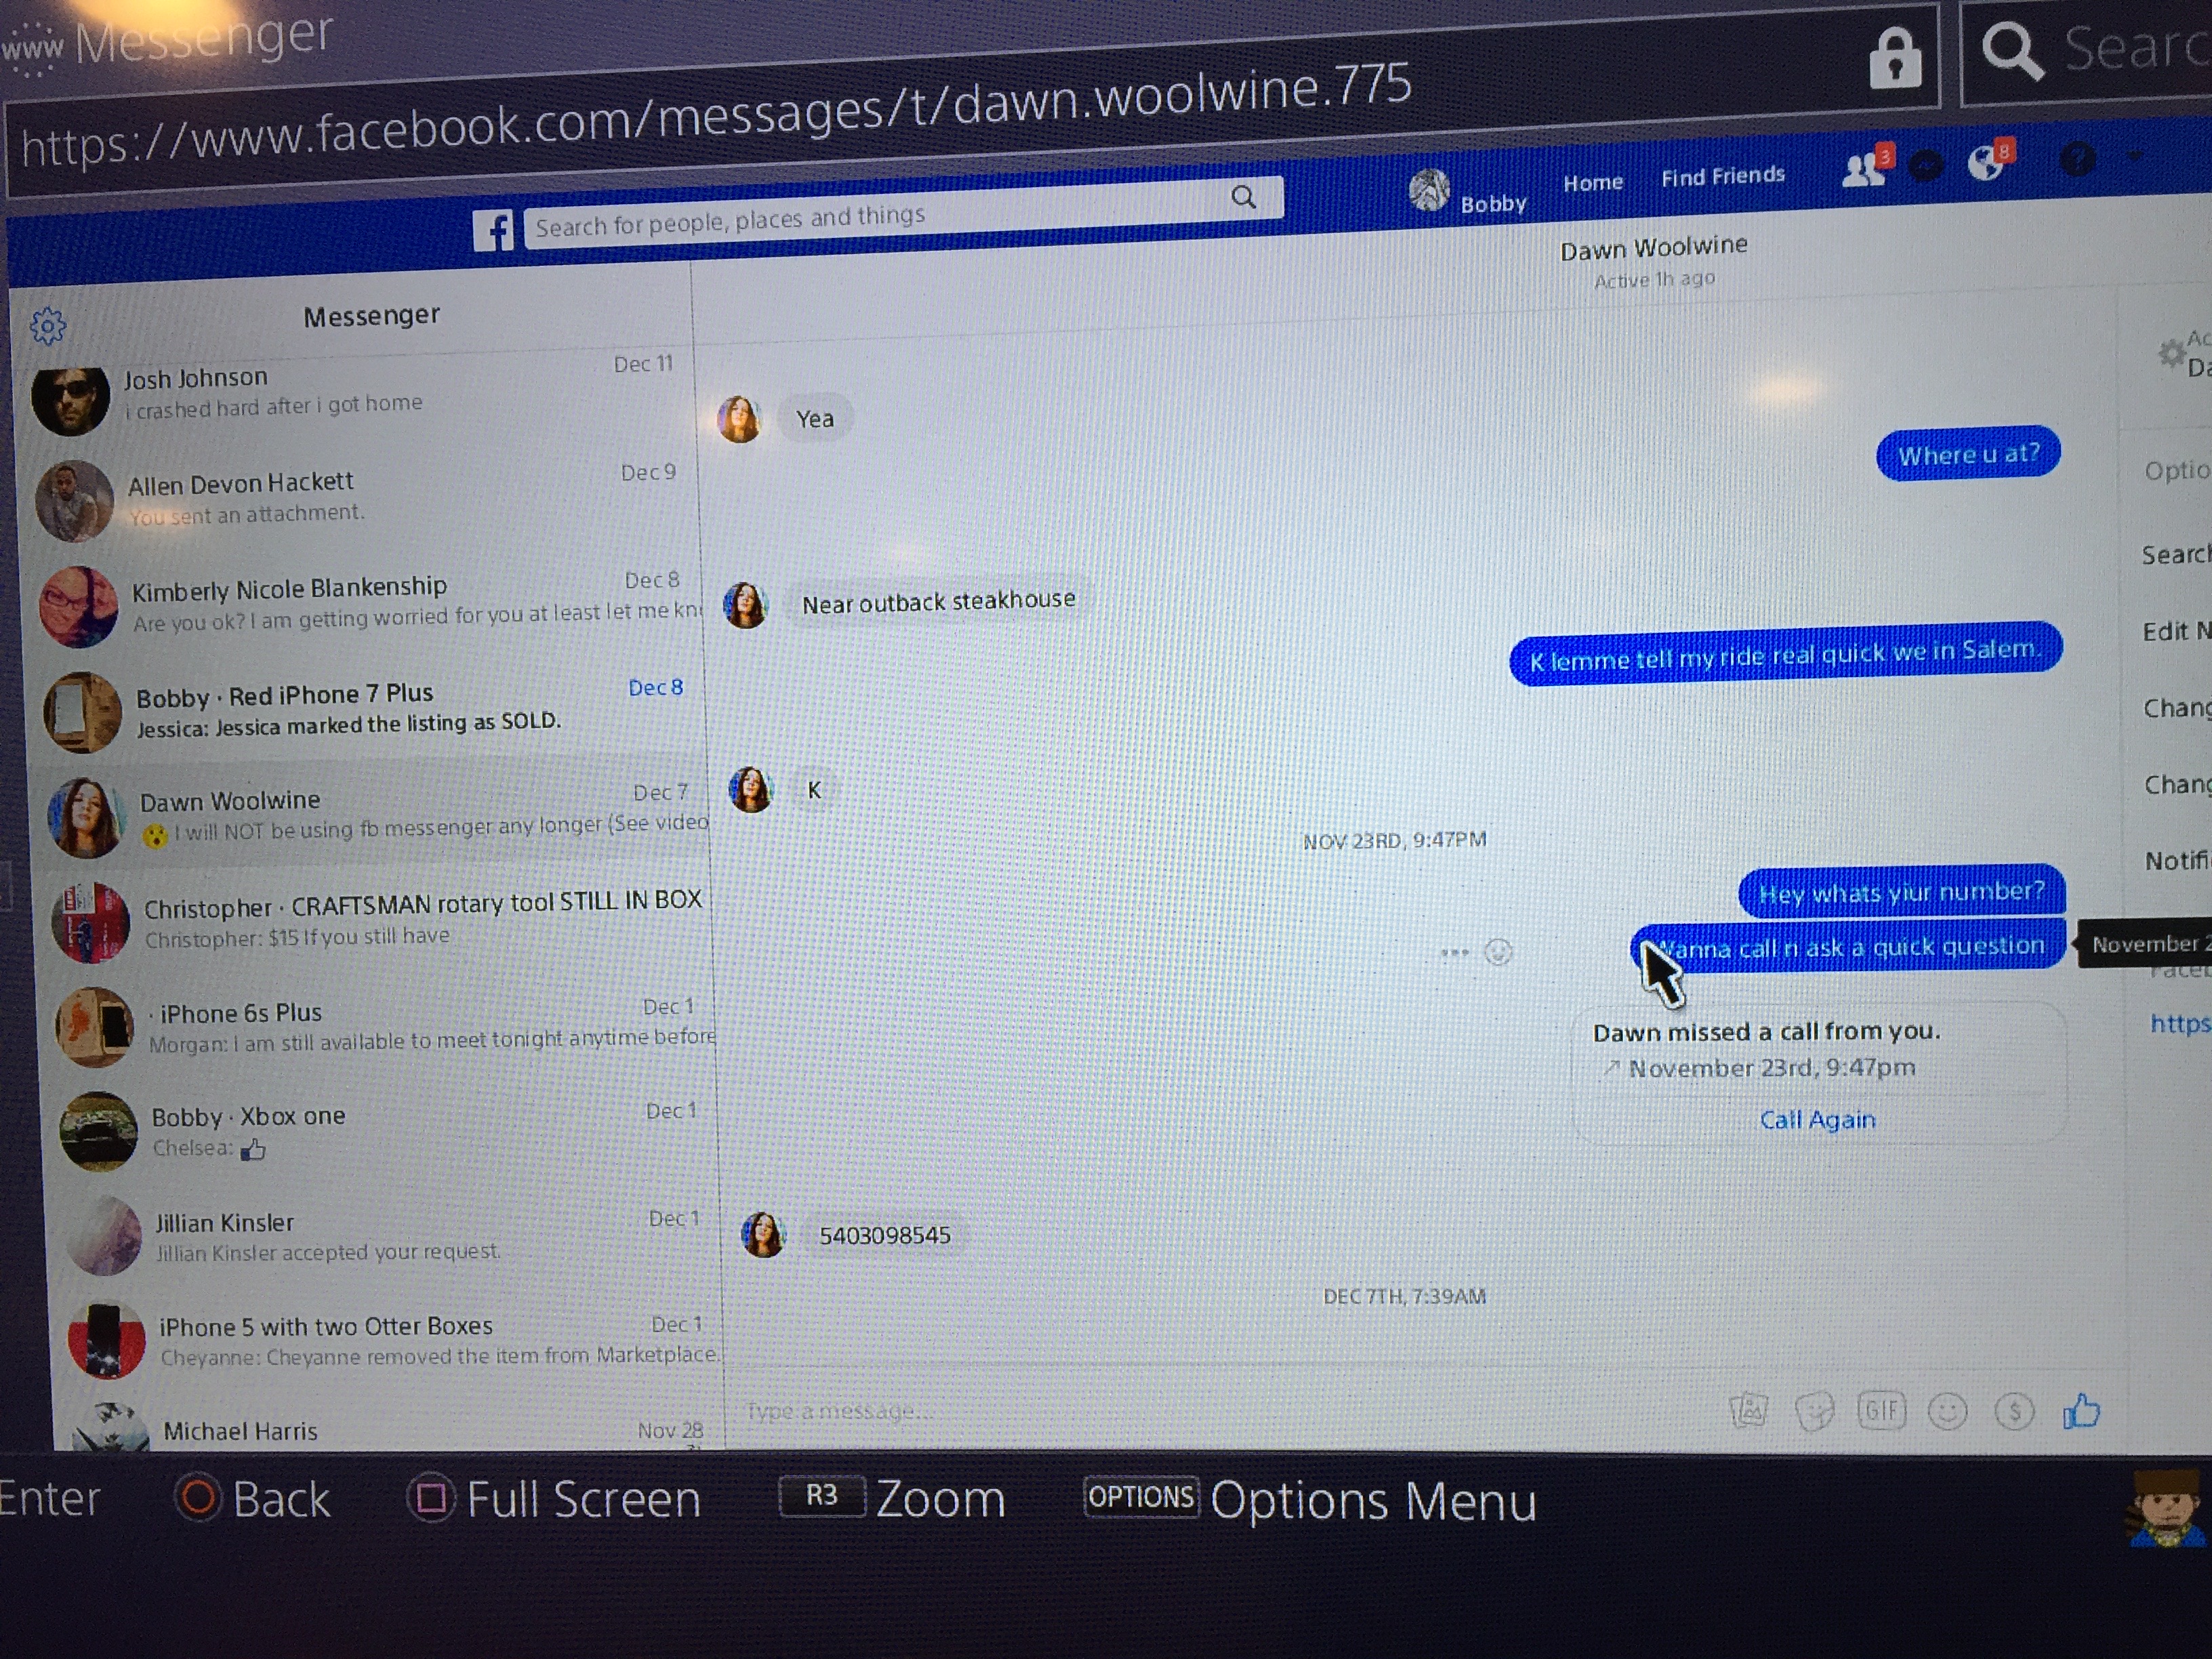 www Messenger
https://www.facebook.com/messages/t/dawn.woolwine.775
Searc
f
Search for people, places and things
Bobby
Home
Find Friends
3
8
?
Messenger
Dawn Woolwine
Active 1h ago
Josh Johnson
Dec 11
i crashed hard after i got home
Allen Devon Hackett
Dec 9
You sent an attachment.
Kimberly Nicole Blankenship
Dec 8
Are you ok? I am getting worried for you at least let me kn
Bobby · Red iPhone 7 Plus
Dec 8
Jessica: Jessica marked the listing as SOLD.
Dawn Woolwine
Dec 7
😮 I will NOT be using fb messenger any longer (See video
Christopher · CRAFTSMAN rotary tool STILL IN BOX
Christopher: $15 If you still have
· iPhone 6s Plus
Dec 1
Morgan: I am still available to meet tonight anytime before
Bobby · Xbox one
Dec 1
Chelsea: 👍
Jillian Kinsler
Dec 1
Jillian Kinsler accepted your request.
iPhone 5 with two Otter Boxes
Dec 1
Cheyanne: Cheyanne removed the item from Marketplace.
Michael Harris
Nov 28
Yea
Where u at?
Near outback steakhouse
K lemme tell my ride real quick we in Salem.
K
NOV 23RD, 9:47PM
Hey whats yiur number?
Wanna call n ask a quick question
November 2
Dawn missed a call from you.
November 23rd, 9:47pm
Call Again
5403098545
DEC 7TH, 7:39AM
Type a message...
GIF
$
Ac
Da
Optio
Search
Edit N
Chang
Chang
Notifi
Faceb
https
Enter
Back
Full Screen
R3 Zoom
OPTIONS Options Menu